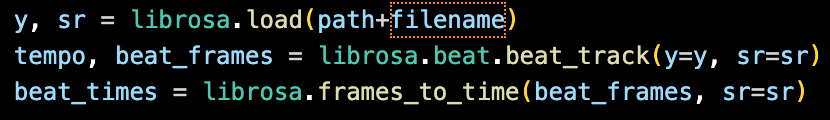 y, sr = librosa.load(path+filename)
tempo, beat_frames = librosa.beat.beat_track(y=y, sr=sr)
beat_times = librosa.frames_to_time(beat_frames, sr=sr)